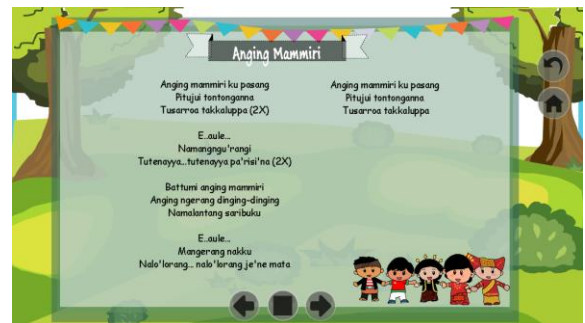 Anging Mammiri
Anging mammiri ku pasang
Pitujui tontonganna
Tusarroa takkaluppa (2X)
E..aule...
Namangngu'rangi
Tutenayya...tutenayya pa'risi'na (2X)
Battumi anging mammiri
Anging ngerang dinging-dinging
Namalantang saribuku
E..aule...
Mangerang nakku
Nalo'lorang... nalo'lorang je'ne mata
Anging mammiri ku pasang
Pitujui tontonganna
Tusarroa takkaluppa